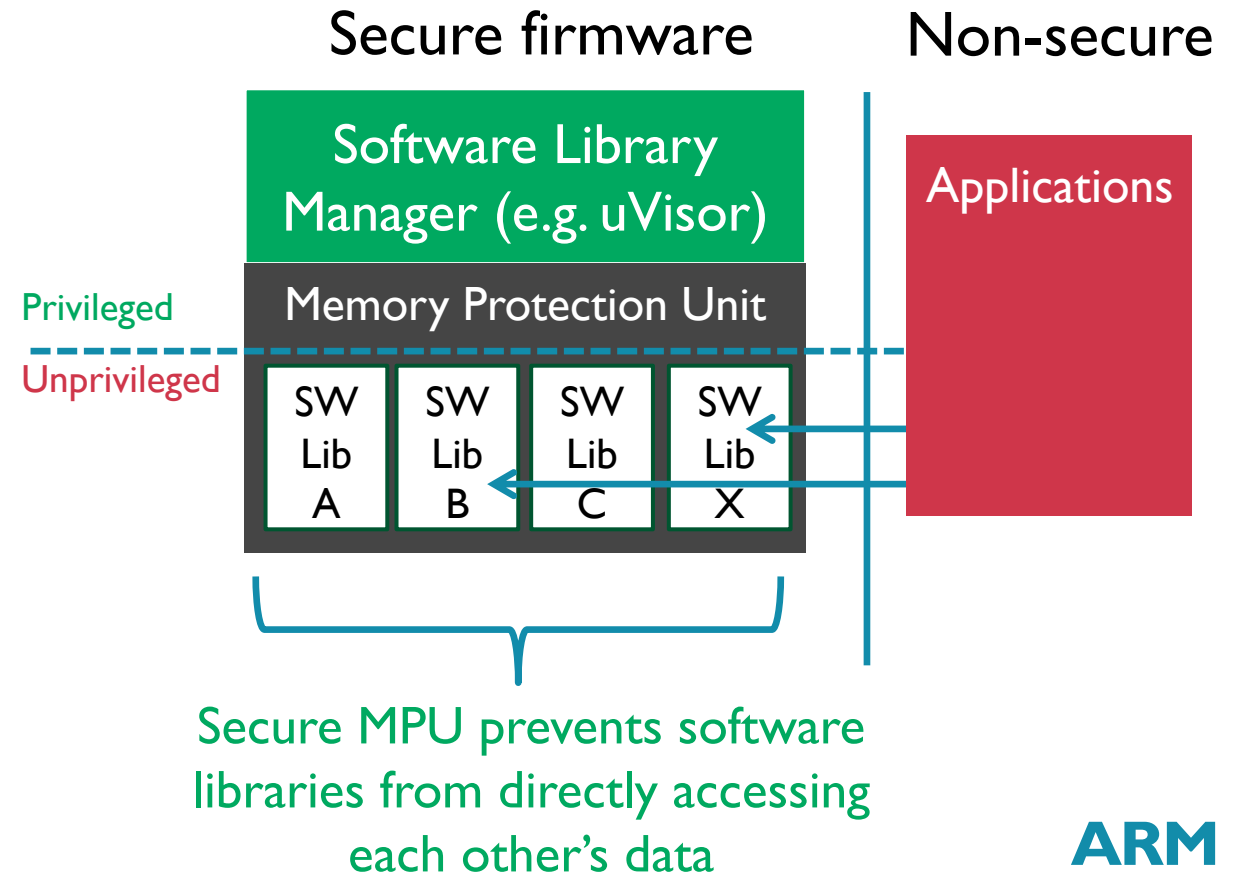 Secure firmware
Non-secure
Software Library
Manager (e.g. uVisor)
Applications
Privileged
Memory Protection Unit
Unprivileged
SW
Lib
A
SW
Lib
B
SW
Lib
C
SW
Lib
X
Secure MPU prevents software
libraries from directly accessing
each other's data
ARM